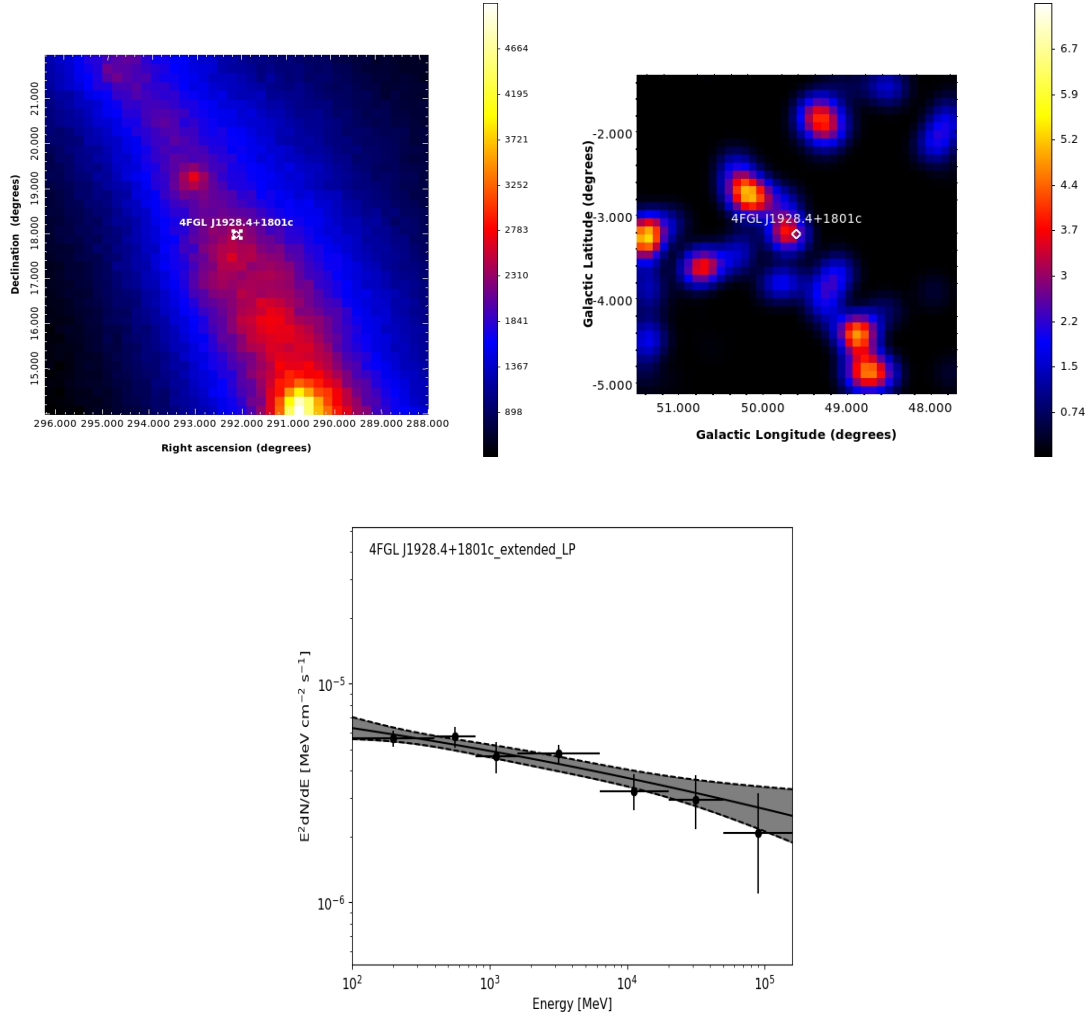 4664
4195
3721
3252
2783
2310
1841
1367
898
21.000
20.000
19.000
18.000
17.000
16.000
15.000
Declination (degrees)
4FGL J1928.4+1801c
296.000 295.000 294.000 293.000 292.000 291.000 290.000 289.000 288.000
Right ascension (degrees)
6.7
5.9
5.2
4.4
3.7
3
2.2
1.5
0.74
-2.000
-3.000
-4.000
-5.000
Galactic Latitude (degrees)
4FGL J1928.4+1801c
51.000 50.000 49.000 48.000
Galactic Longitude (degrees)
4FGL J1928.4+1801c_extended_LP
10⁻⁵
10⁻⁶
E²dN/dE [MeV cm⁻² s⁻¹]
10² 10³ 10⁴ 10⁵
Energy [MeV]